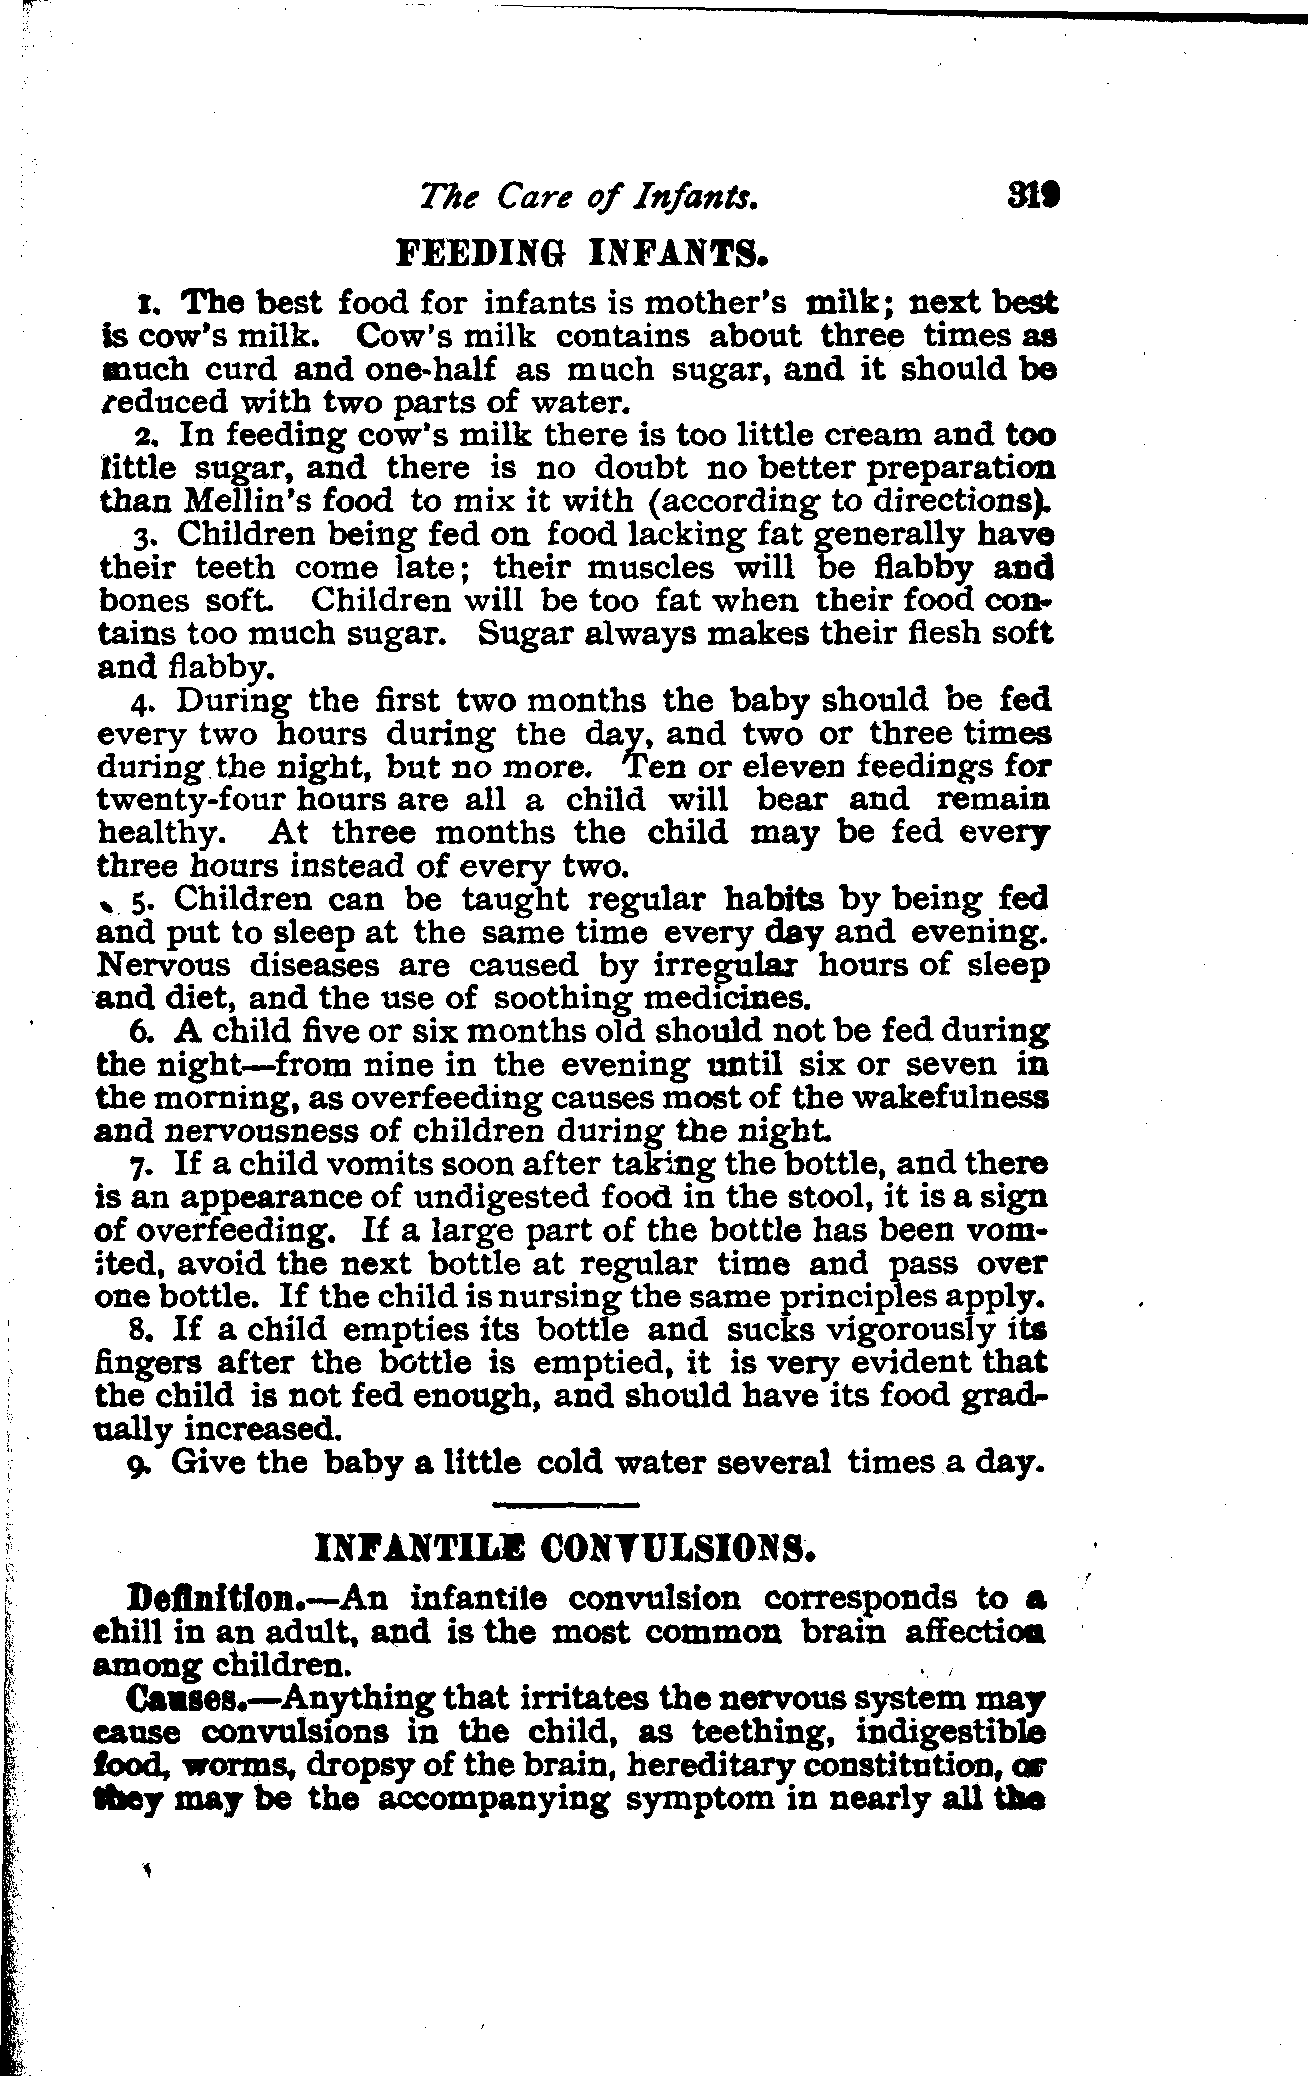 The Care of Infants. 319
FEEDING INFANTS.
1. The best food for infants is mother's milk; next best
is cow's milk. Cow's milk contains about three times as
much curd and one-half as much sugar, and it should be
reduced with two parts of water.
2. In feeding cow's milk there is too little cream and too
little sugar, and there is no doubt no better preparation
than Mellin's food to mix it with (according to directions).
3. Children being fed on food lacking fat generally have
their teeth come late; their muscles will be flabby and
bones soft. Children will be too fat when their food con-
tains too much sugar. Sugar always makes their flesh soft
and flabby.
4. During the first two months the baby should be fed
every two hours during the day, and two or three times
during the night, but no more. Ten or eleven feedings for
twenty-four hours are all a child will bear and remain
healthy. At three months the child may be fed every
three hours instead of every two.
5. Children can be taught regular habits by being fed
and put to sleep at the same time every day and evening.
Nervous diseases are caused by irregular hours of sleep
and diet, and the use of soothing medicines.
6. A child five or six months old should not be fed during
the night—from nine in the evening until six or seven in
the morning, as overfeeding causes most of the wakefulness
and nervousness of children during the night.
7. If a child vomits soon after taking the bottle, and there
is an appearance of undigested food in the stool, it is a sign
of overfeeding. If a large part of the bottle has been vom-
ited, avoid the next bottle at regular time and pass over
one bottle. If the child is nursing the same principles apply.
8. If a child empties its bottle and sucks vigorously its
fingers after the bottle is emptied, it is very evident that
the child is not fed enough, and should have its food grad-
ually increased.
9. Give the baby a little cold water several times a day.
INFANTILE CONVULSIONS.
Definition.—An infantile convulsion corresponds to a
chill in an adult, and is the most common brain affection
among children.
Causes.—Anything that irritates the nervous system may
cause convulsions in the child, as teething, indigestible
food, worms, dropsy of the brain, hereditary constitution, or
they may be the accompanying symptom in nearly all the